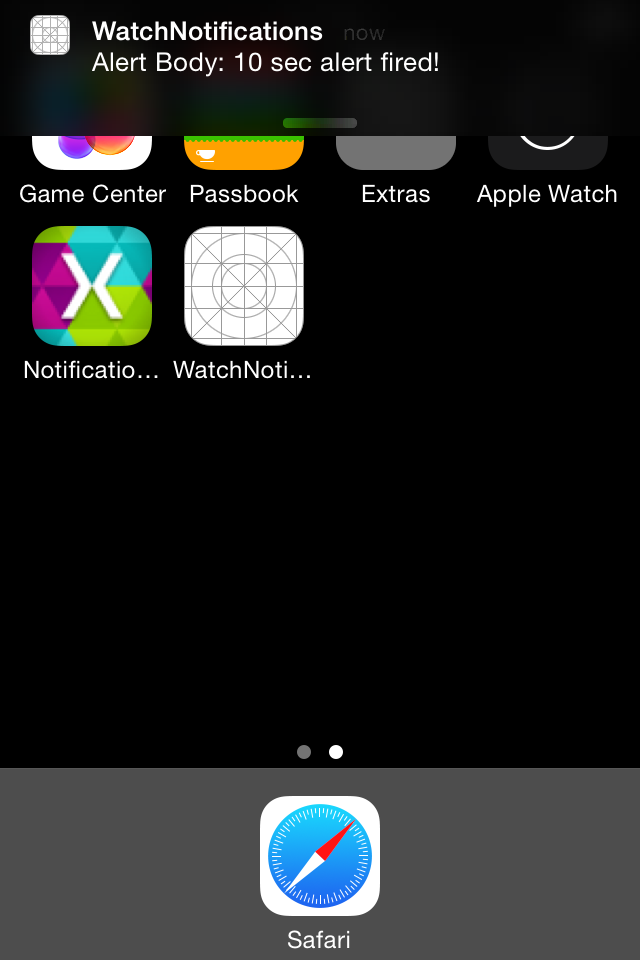 WatchNotifications now
Alert Body: 10 sec alert fired!
Game Center Passbook Extras Apple Watch
Notificatio... WatchNoti...
Safari